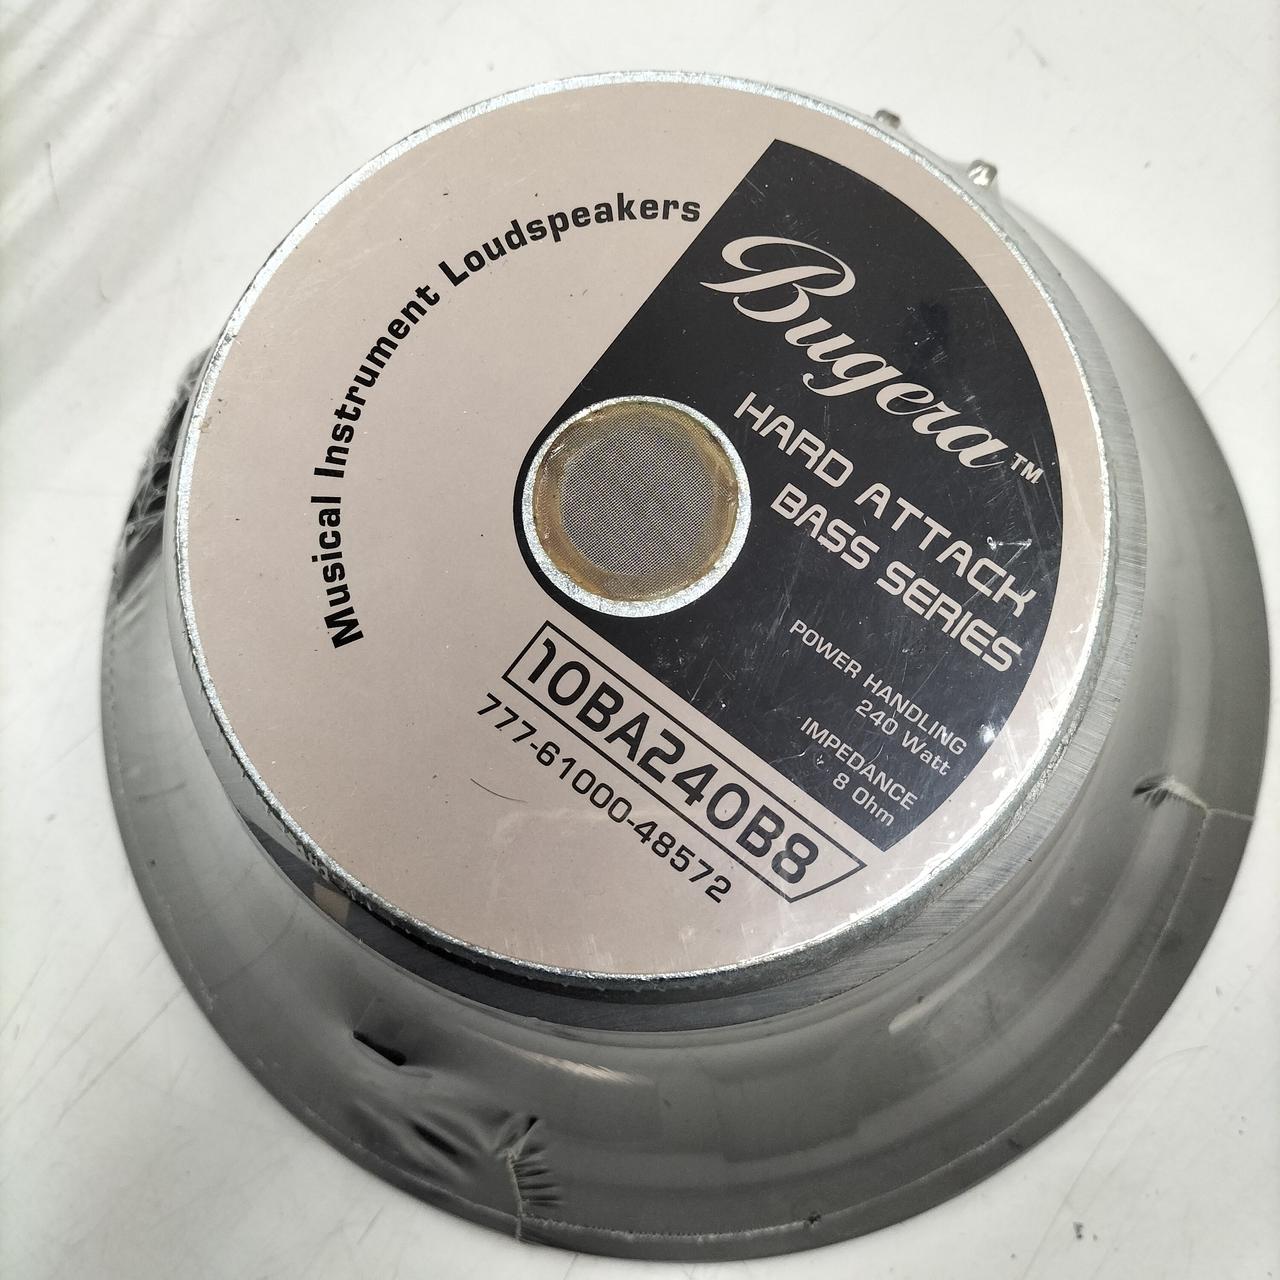 Musical Instrument Loudspeakers
Bugera™
HARD ATTACK
BASS SERIES
POWER HANDLING
240 Watt
IMPEDANCE
8 Ohm
10BA240B8
777-61000-48572